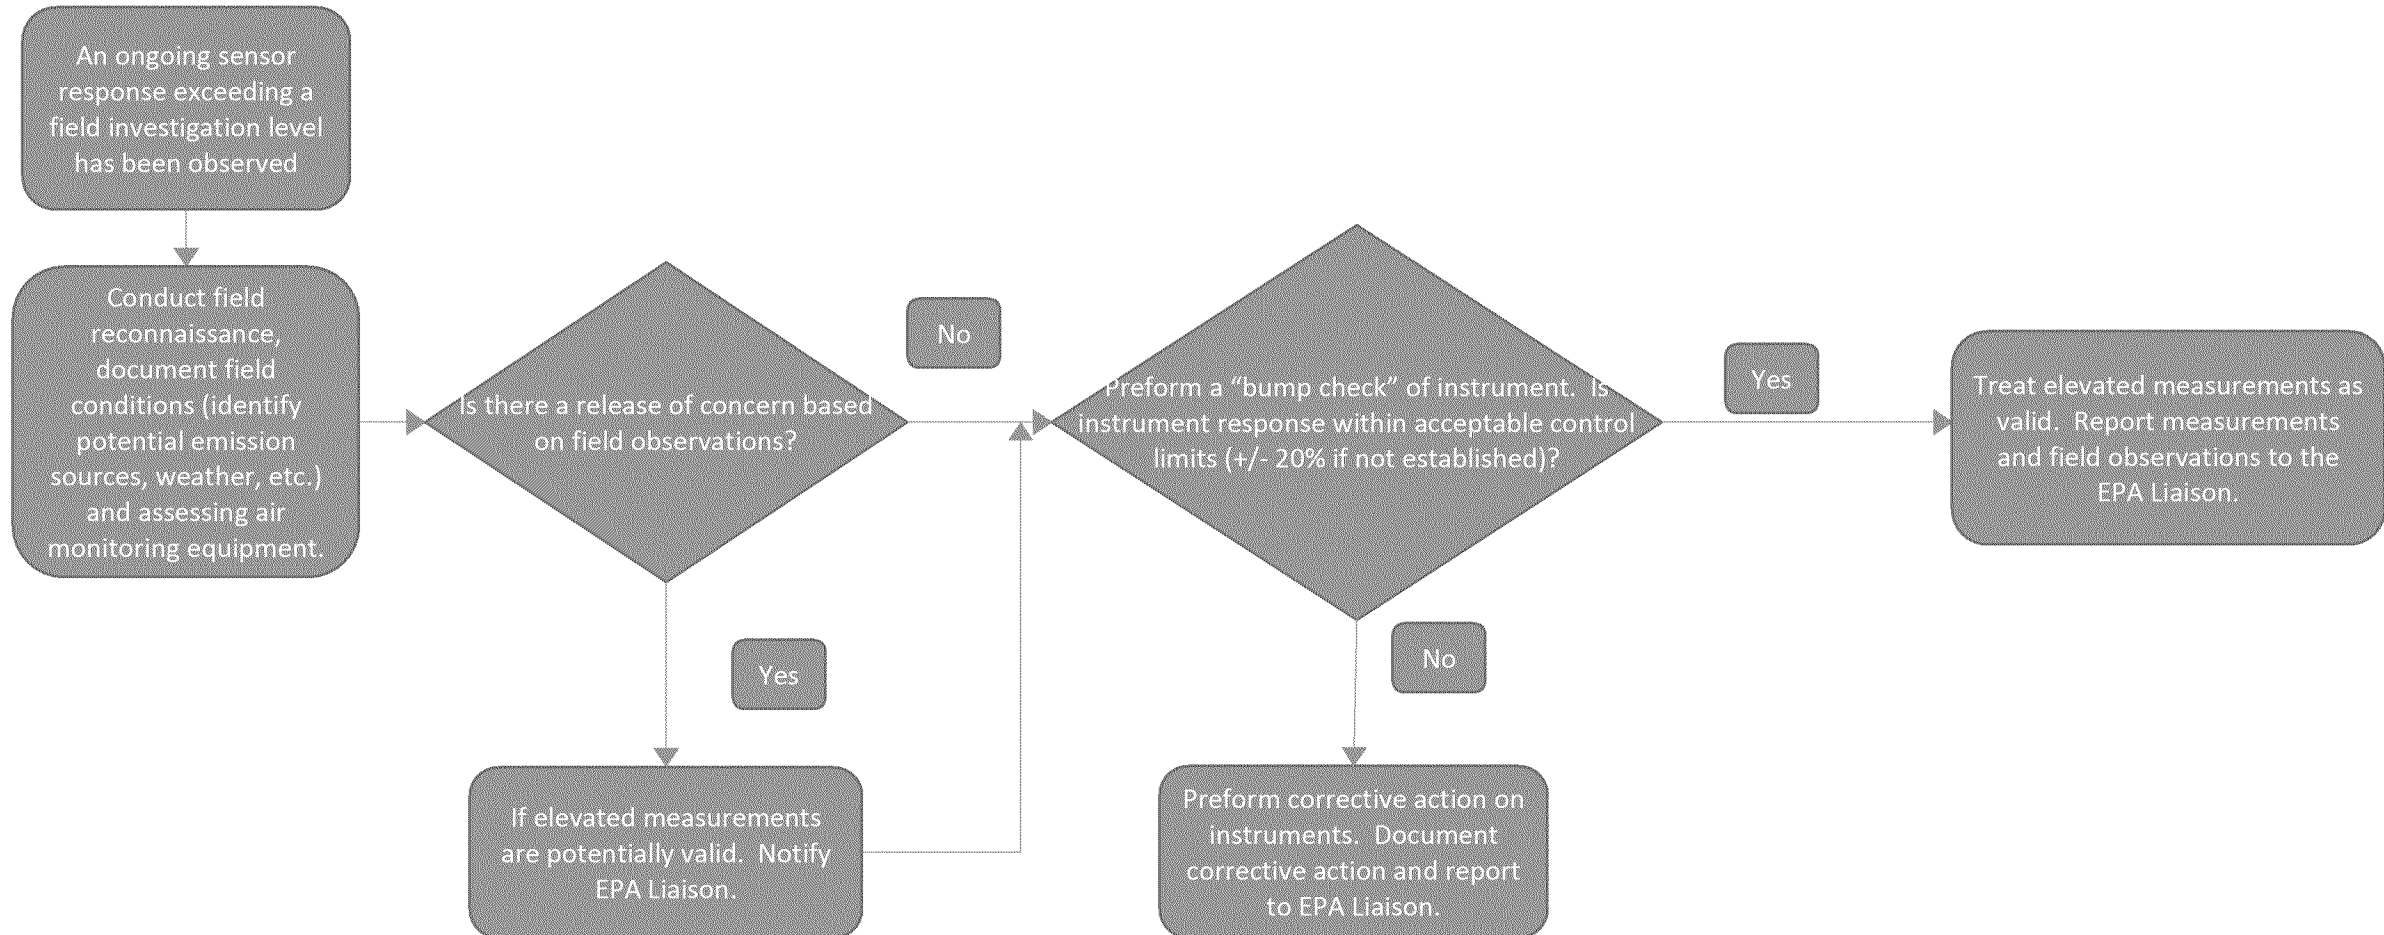 An ongoing sensor
response exceeding a
field investigation level
has been observed
Conduct field
reconnaissance,
document field
conditions (identify
potential emission
sources, weather, etc.)
and assessing air
monitoring equipment.
Is there a release of concern based
on field observations?
No
Yes
If elevated measurements
are potentially valid.  Notify
EPA Liaison.
Preform a “bump check” of instrument.  Is
instrument response within acceptable control
limits (+/- 20% if not established)?
Yes
No
Treat elevated measurements as
valid.  Report measurements
and field observations to the
EPA Liaison.
Preform corrective action on
instruments.  Document
corrective action and report
to EPA Liaison.